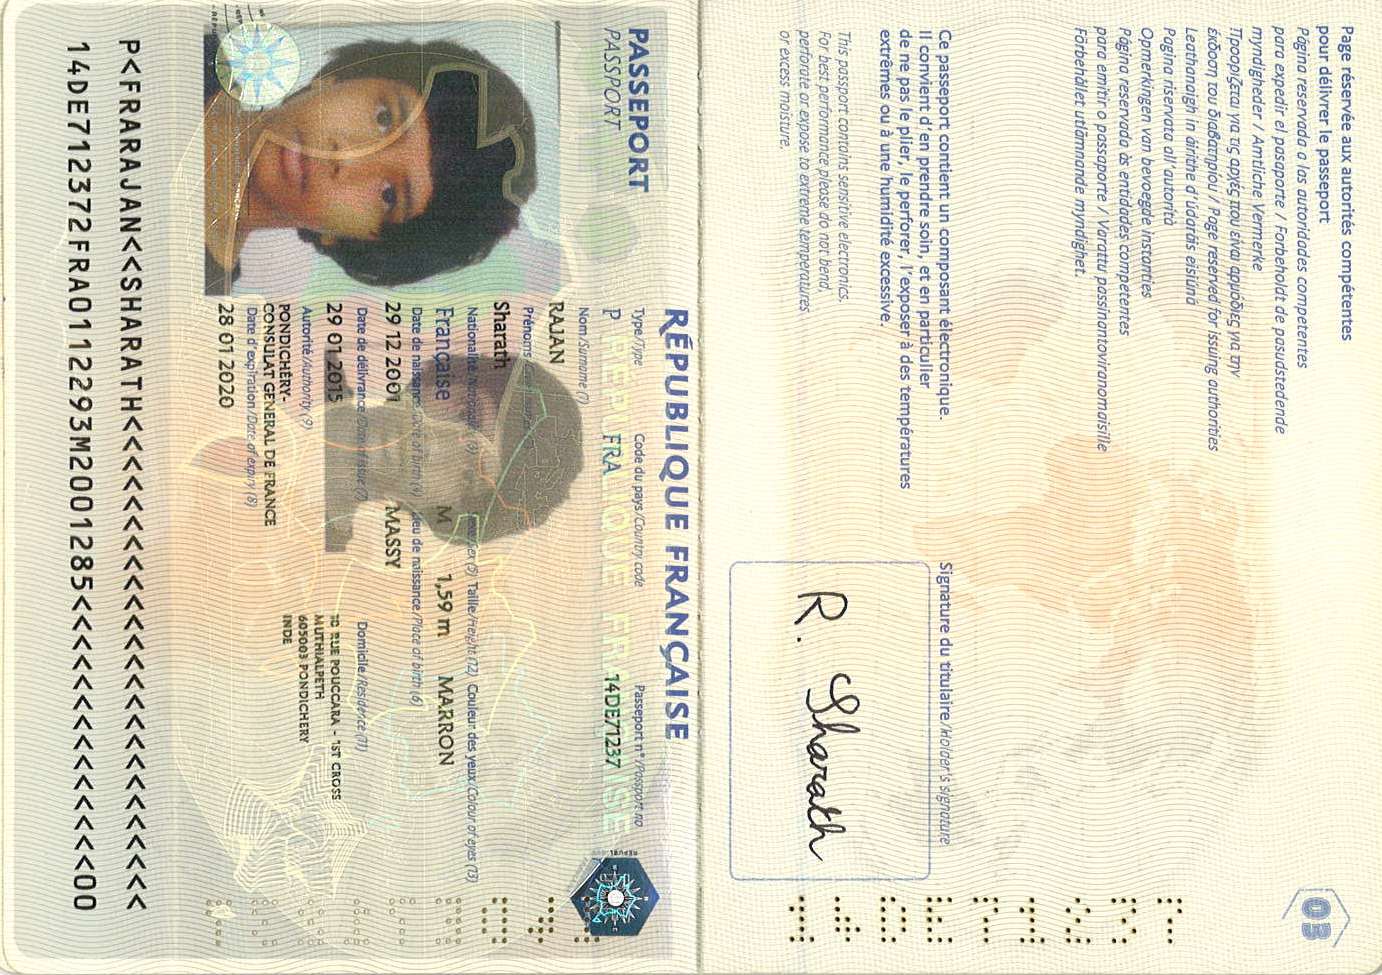 Page réservée aux autorités compétentes
pour délivrer le passeport
Pagina reservada a las autoridades competentes
para expedir el pasaporte / Forbeholdt de pasudstedende
myndigheder / Amtliche Vermerke
Προορίζεται για τις αρχές που είναι αρμόδιες για την
έκδοση του διαβατηρίου / Page reserved for issuing authorities
Leathanaigh in áirithe d'údaráis eisiúna
Pagina riservata all'autorità
Opmerkingen van bevoegde instanties
Página reservada às entidades competentes
para emitir o passaporte / Varattu passinantoviranomaisille
Förbehållet utlämnande myndighet.
03
Ce passeport contient un composant électronique.
Il convient d'en prendre soin, et en particulier
de ne pas le plier, le perforer, l'exposer à des températures
extrêmes ou à une humidité excessive.
This passport contains sensitive electronics.
For best performance please do not bend,
perforate or expose to extreme temperatures
or excess moisture.
Signature du titulaire/Holder's signature
R. Sharath
14DE71237
RÉPUBLIQUE FRANÇAISE
PASSEPORT
PASSPORT
Type/Type Code du pays/Country code Passeport n°/Passport no
P FRA 14DE71237
Nom/Surname (1)
RAJAN
Prénoms
Sharath
Nationalité Sexe/Sex (5) Taille/Height (12) Couleur des yeux/Colour of eyes (13)
Française M 1,59 m MARRON
Date de naissance/Date of birth (4) Lieu de naissance/Place of birth (6)
29 12 2001 MASSY
Date de délivrance/Date of issue (7) Domicile/Residence (11)
29 01 2015 10 RUE POUCCARA - 1ST CROSS
MUTHIALPETH
605003 PONDICHERY
INDE
Autorité/Authority (9)
PONDICHÉRY-
CONSULAT GENERAL DE FRANCE
Date d'expiration/Date of expiry (8)
28 01 2020
P<FRARAJAN<<SHARATH<<<<<<<<<<<<<<<<<<<<<<<<<
14DE712372FRA0112293M2001285<<<<<<<<<<<<<<00